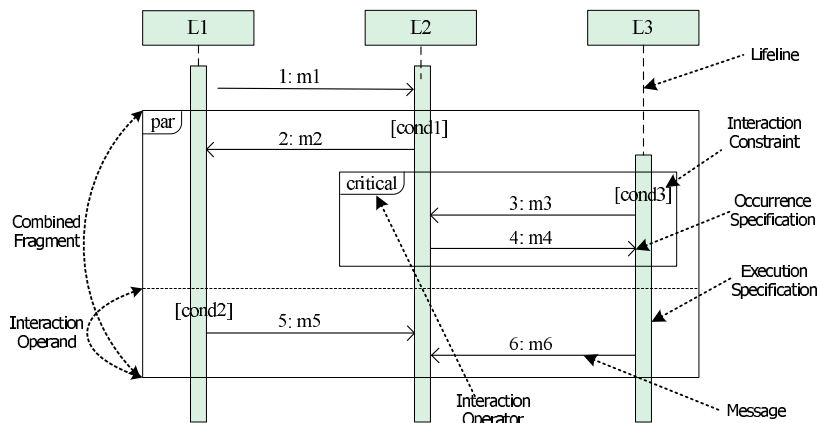 L1
L2
L3
Lifeline
1: m1
par
[cond1]
2: m2
Interaction
Constraint
critical
[cond3]
3: m3
Occurrence
Specification
4: m4
Combined
Fragment
Execution
Specification
[cond2]
5: m5
Interaction
Operand
6: m6
Interaction
Operator
Message